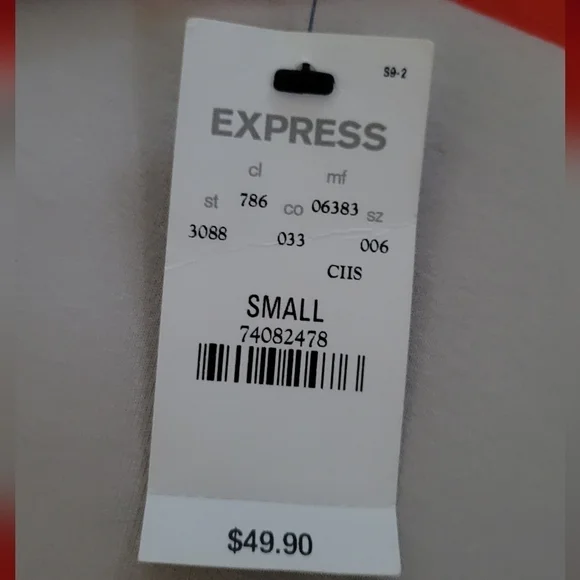 S9-2
EXPRESS
cl mf
st 786 co 06383 sz
3088 033 006
CIIS
SMALL
74082478
$49.90